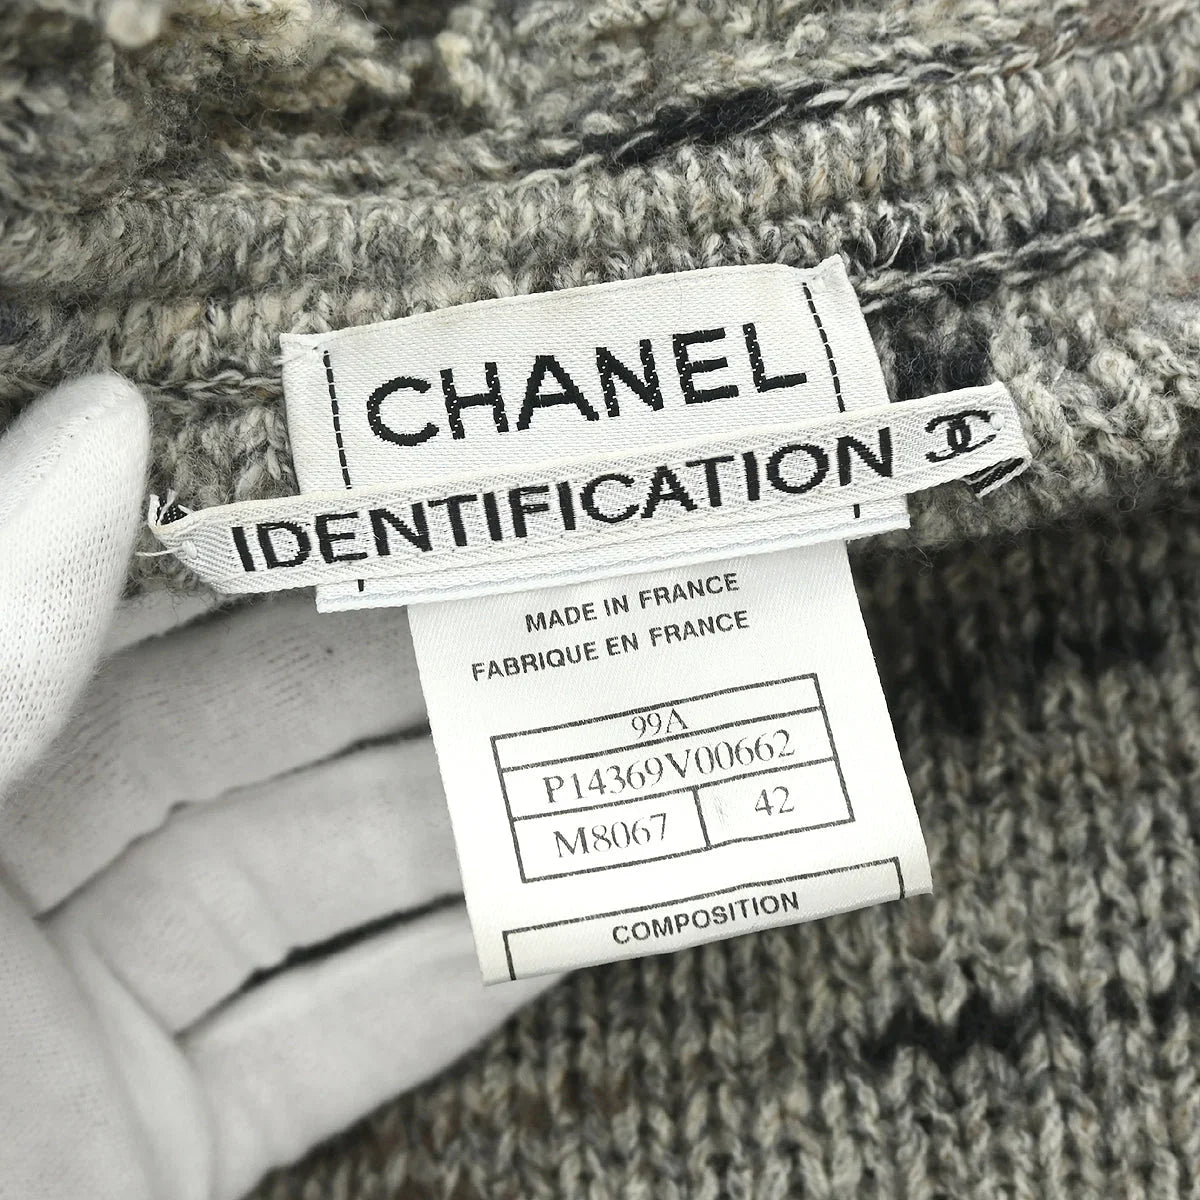 CHANEL
IDENTIFICATION
MADE IN FRANCE
FABRIQUE EN FRANCE
99A
P14369V00662
M8067 42
COMPOSITION